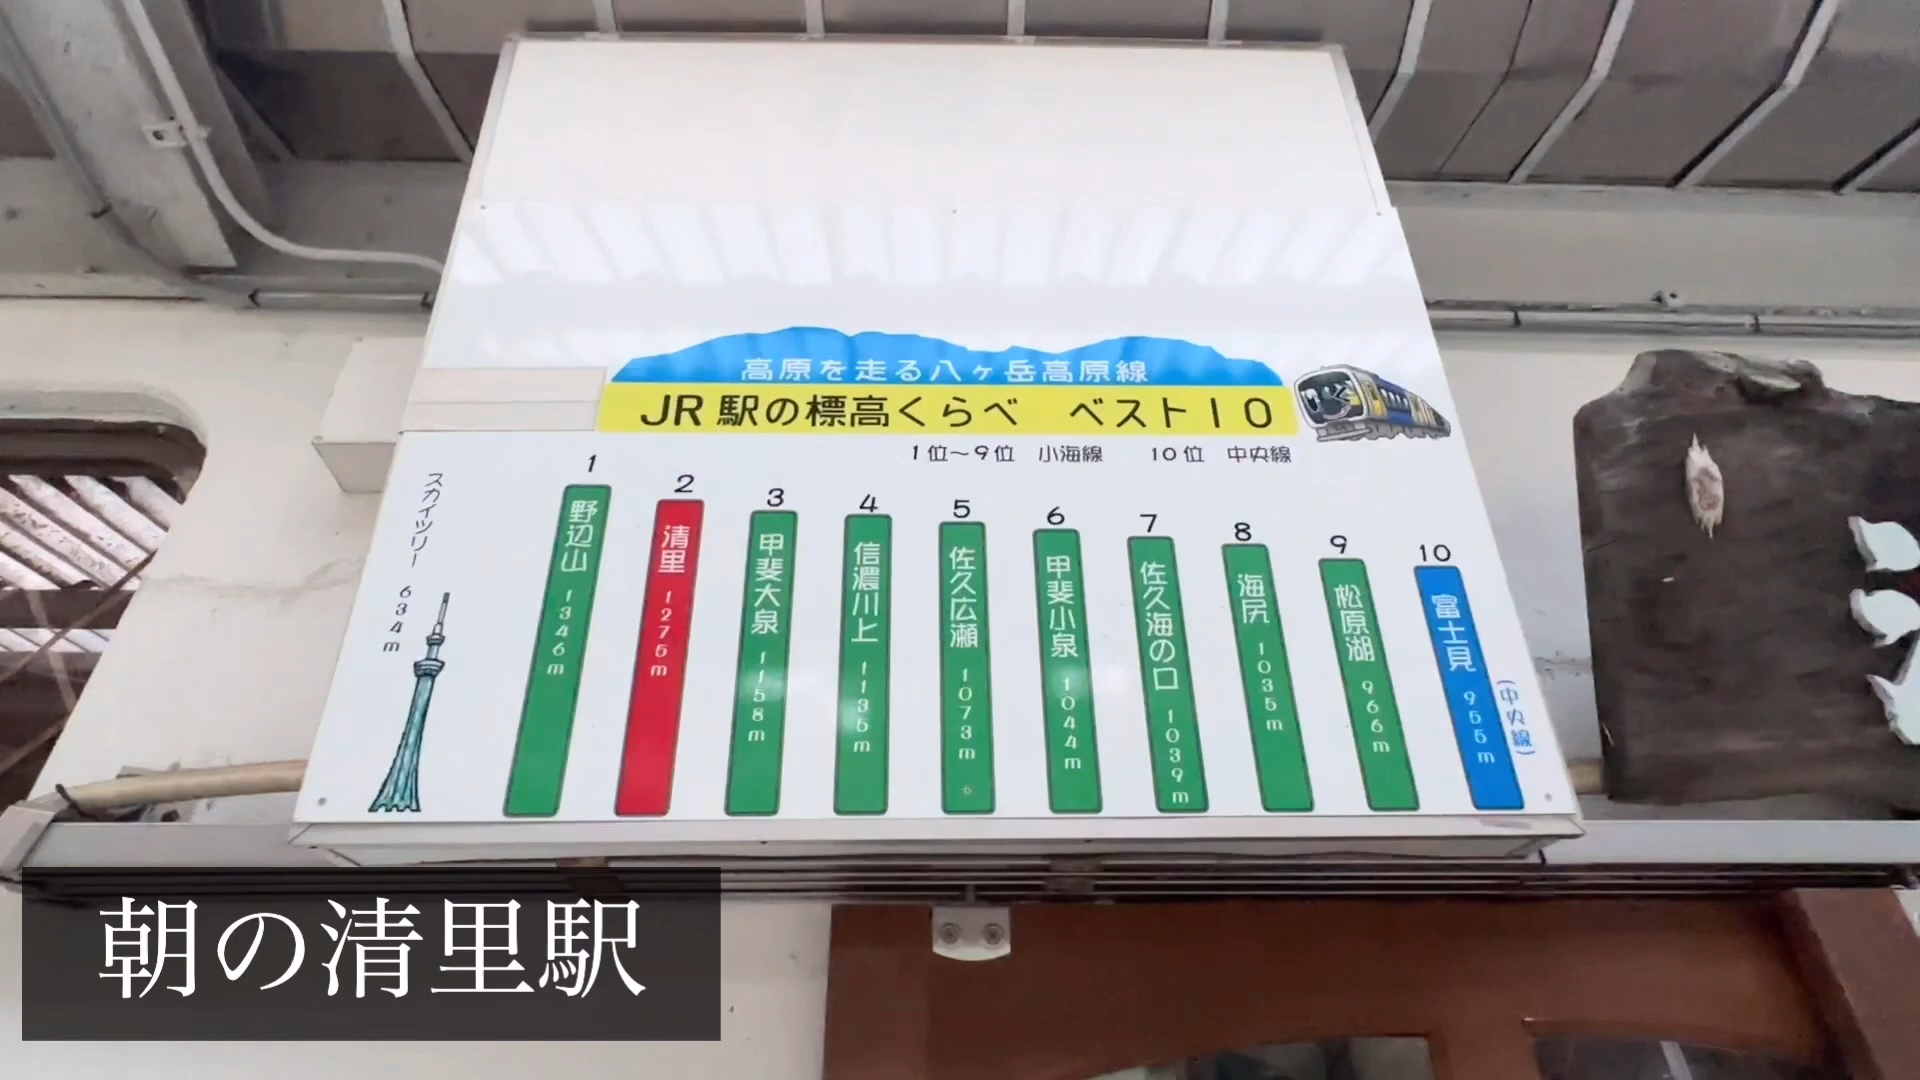 高原を走る八ヶ岳高原線
JR駅の標高くらべ ベスト10
1位～9位 小海線 10位 中央線
スカイツリー 634m
1
野辺山 1346m
2
清里 1275m
3
甲斐大泉 1158m
4
信濃川上 1135m
5
佐久広瀬 1073m
6
甲斐小泉 1044m
7
佐久海の口 1039m
8
海尻 1035m
9
松原湖 966m
10
富士見 955m
(中央線)
朝の清里駅